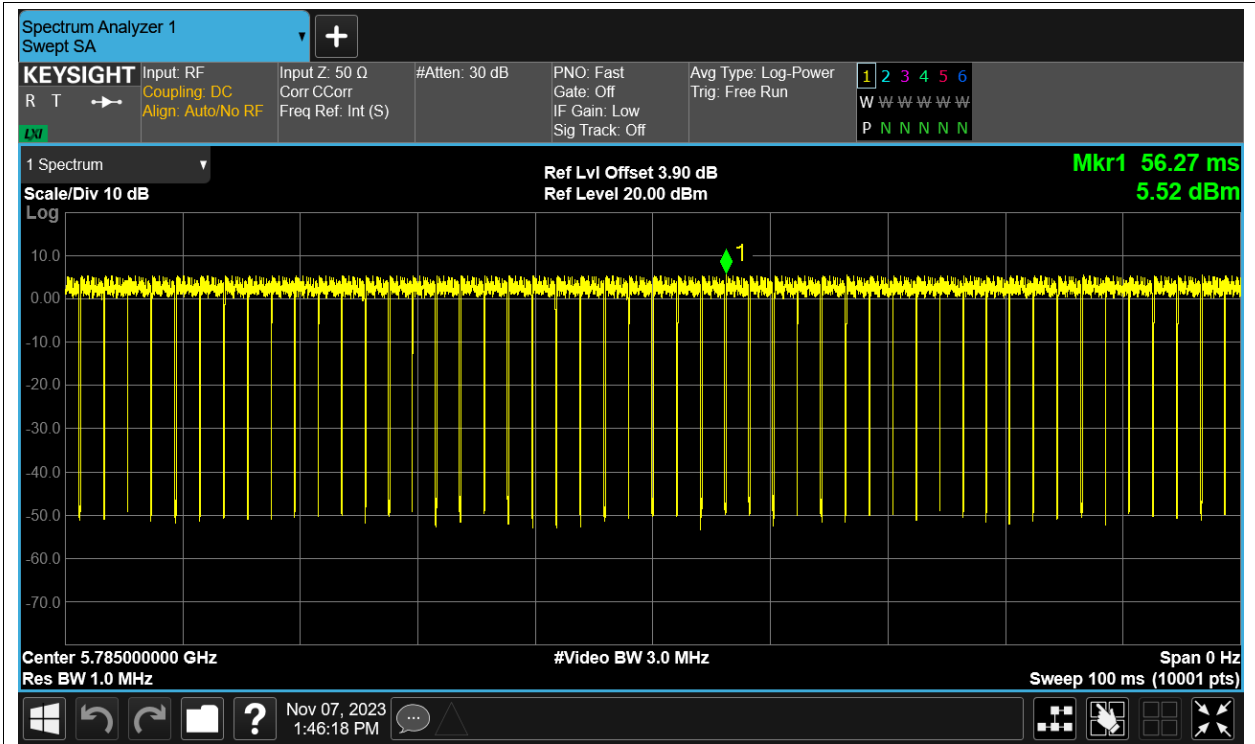 Spectrum Analyzer 1
Swept SA
KEYSIGHT Input: RF Input Z: 50 Ω #Atten: 30 dB PNO: Fast Avg Type: Log-Power 1 2 3 4 5 6
R T Coupling: DC Corr CCorr Gate: Off Trig: Free Run W W W W W W W
Align: Auto/No RF Freq Ref: Int (S) IF Gain: Low
LXI Sig Track: Off P N N N N N
1 Spectrum Ref Lvl Offset 3.90 dB Mkr1 56.27 ms
Scale/Div 10 dB Ref Level 20.00 dBm 5.52 dBm
Log
1
10.0
0.00
-10.0
-20.0
-30.0
-40.0
-50.0
-60.0
-70.0
Center 5.785000000 GHz #Video BW 3.0 MHz Span 0 Hz
Res BW 1.0 MHz Sweep 100 ms (10001 pts)
? Nov 07, 2023
1:46:18 PM